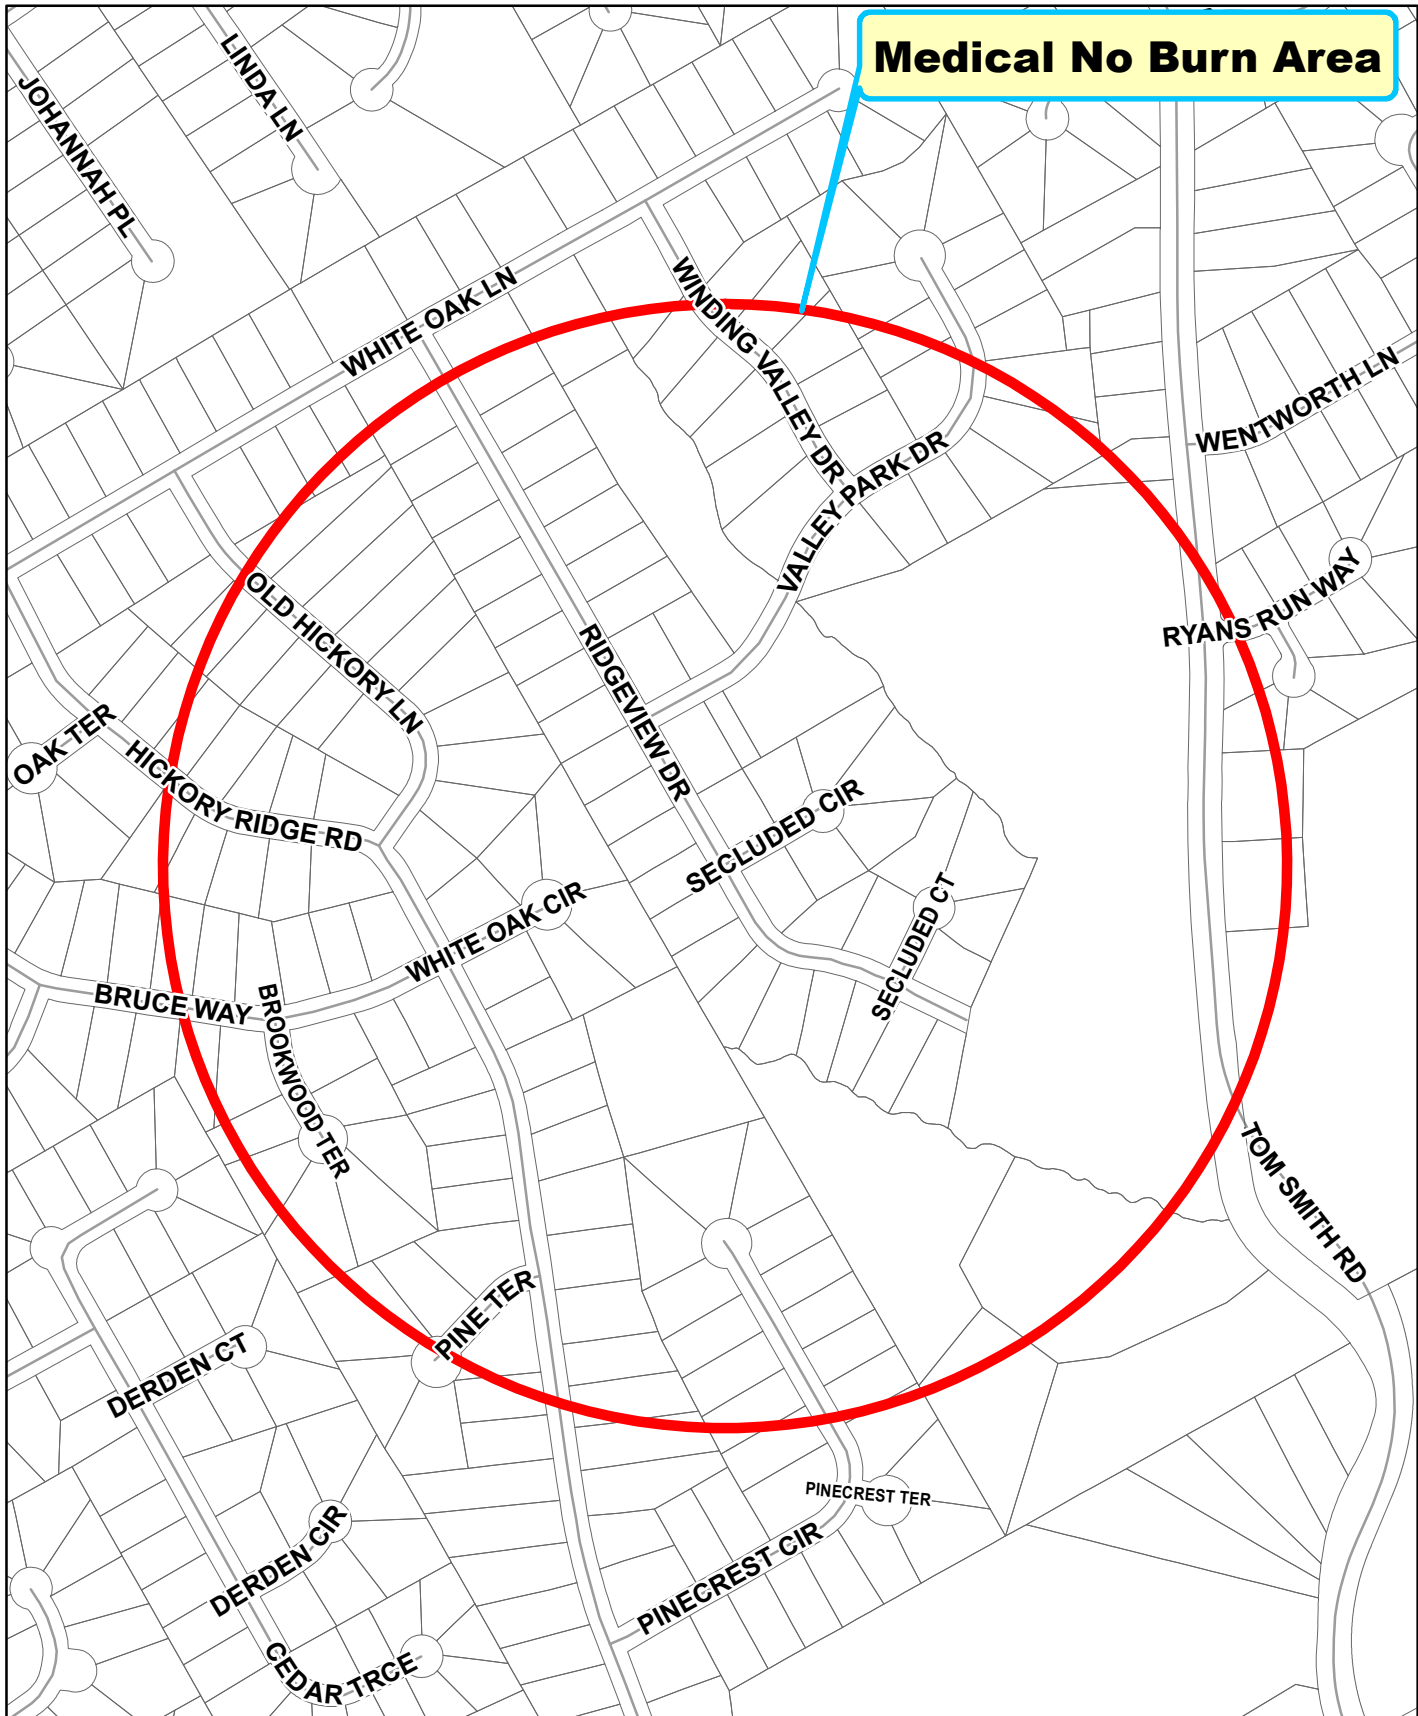 Medical No Burn Area
LINDA LN
JOHANNAH PL
WHITE OAK LN
WINDING VALLEY DR
WENTWORTH LN
VALLEY PARK DR
OLD HICKORY LN
RYANS RUN WAY
RIDGEVIEW DR
OAK TER
HICKORY RIDGE RD
SECLUDED CIR
SECLUDED CT
WHITE OAK CIR
BRUCE WAY
BROOKWOOD TER
TOM SMITH RD
PINE TER
DERDEN CT
PINECREST TER
DERDEN CIR
PINECREST CIR
CEDAR TRCE